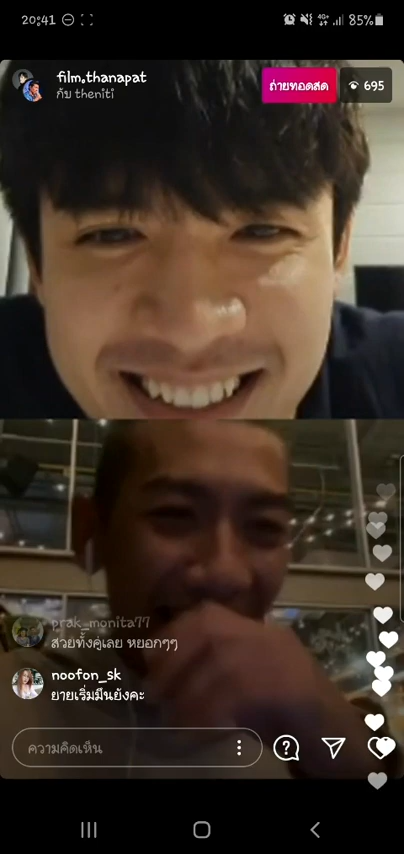 20:41
4G+
85%
film,thanapat
กับ theniti
ถ่ายทอดสด
695
prak_monita77
สวยทั้งคู่เลย หยอกๆๆ
noofon_sk
ยายเริ่มมึนยังคะ
ความคิดเห็น